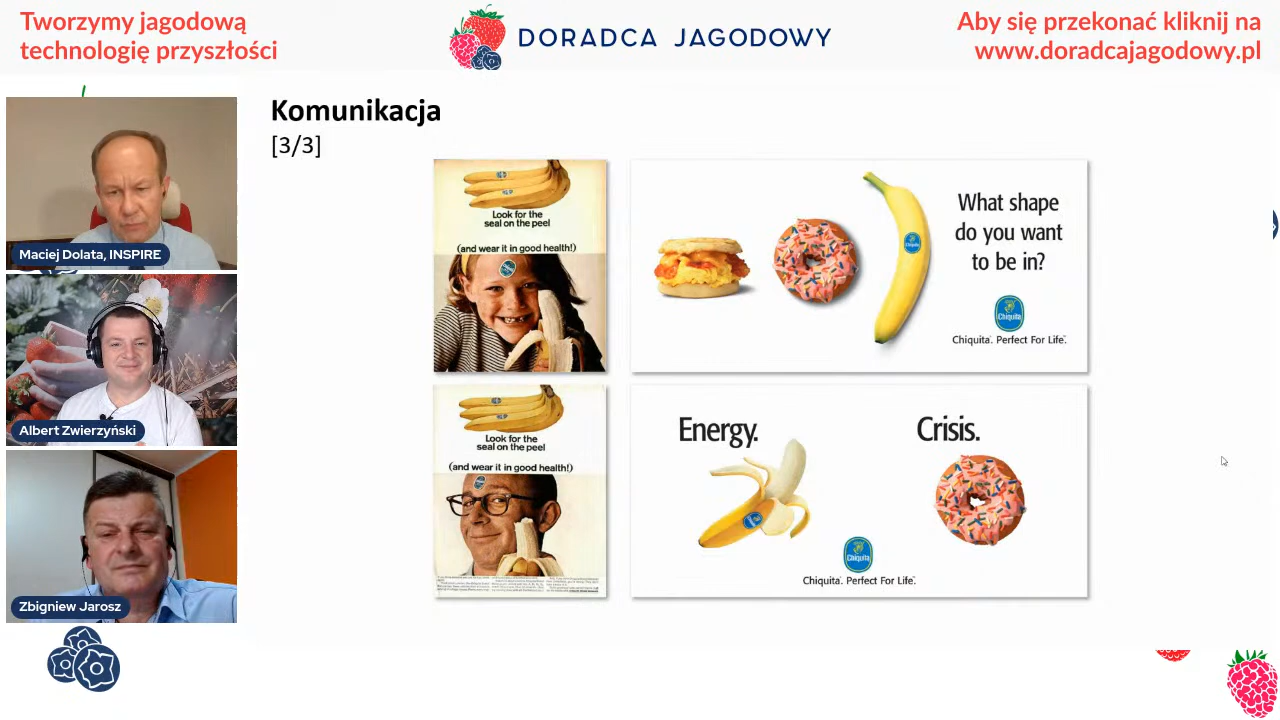 Tworzymy jagodową
technologię przyszłości
DORADCA JAGODOWY
Aby się przekonać kliknij na
www.doradcajagodowy.pl
Komunikacja
[3/3]
Maciej Dolata, INSPIRE
Albert Zwierzyński
Zbigniew Jarosz
Look for the
seal on the peel
(and wear it in good health!)
What shape
do you want
to be in?
Chiquita
Chiquita. Perfect For Life.
Look for the
seal on the peel
(and wear it in good health!)
Energy.
Crisis.
Chiquita
Chiquita. Perfect For Life.